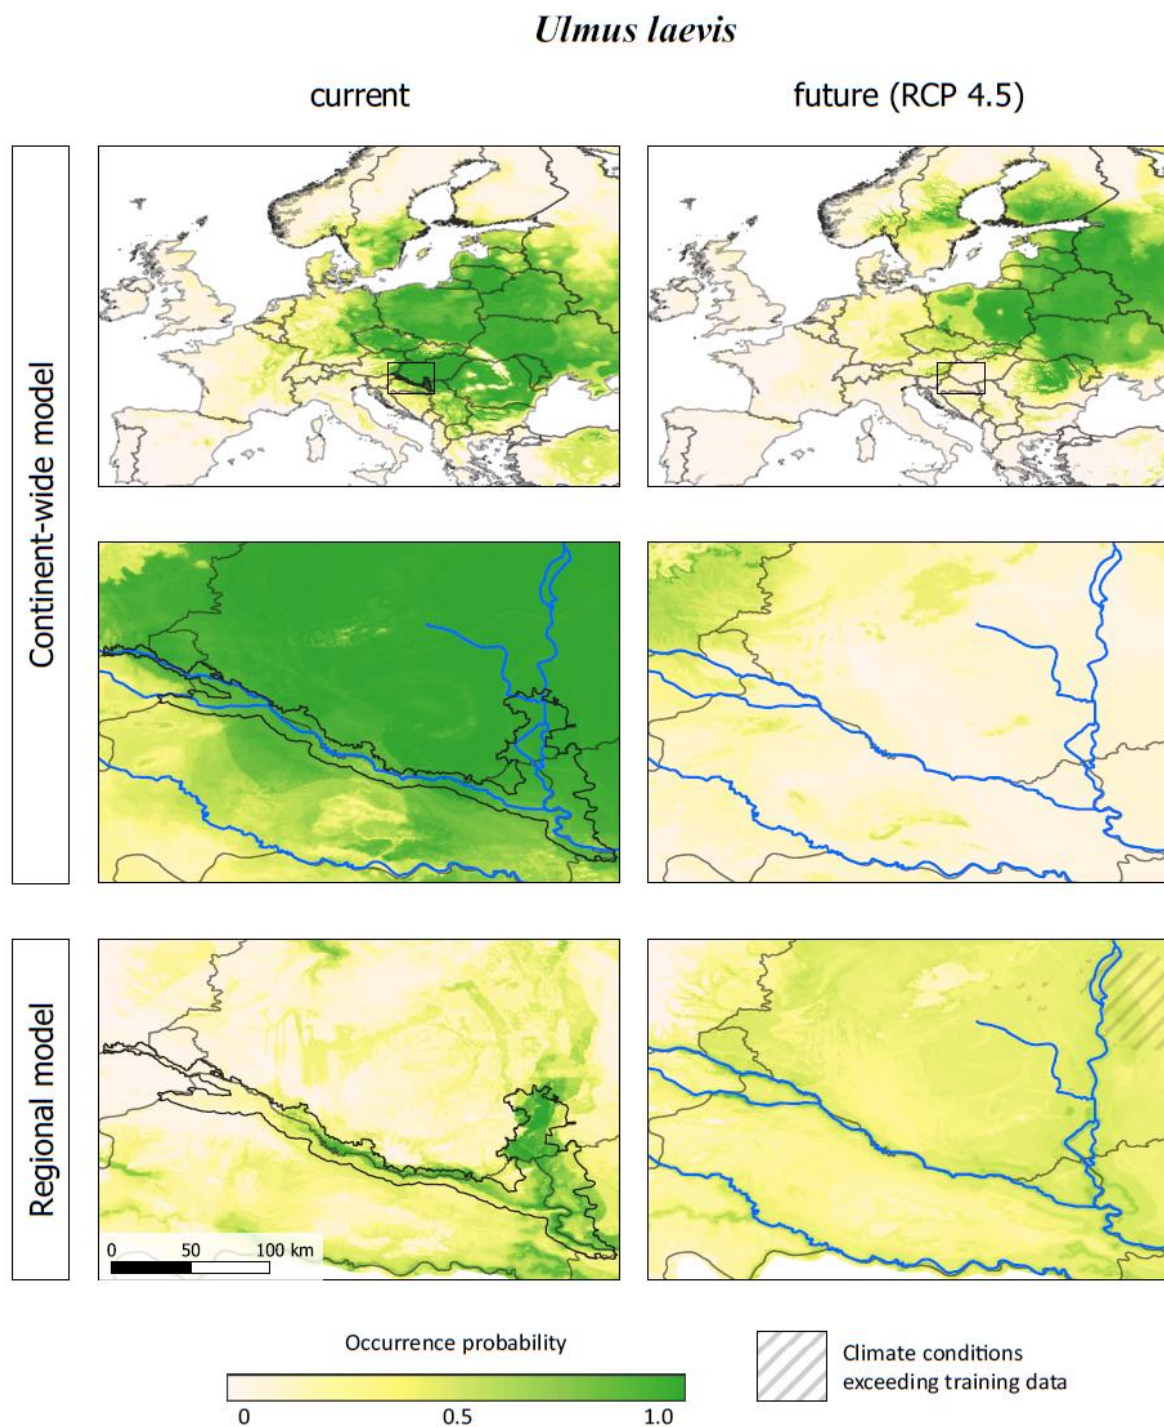 Ulmus laevis
current
future (RCP 4.5)
Continent-wide model
Regional model
0 50 100 km
Occurrence probability
0 0.5 1.0
Climate conditions
exceeding training data